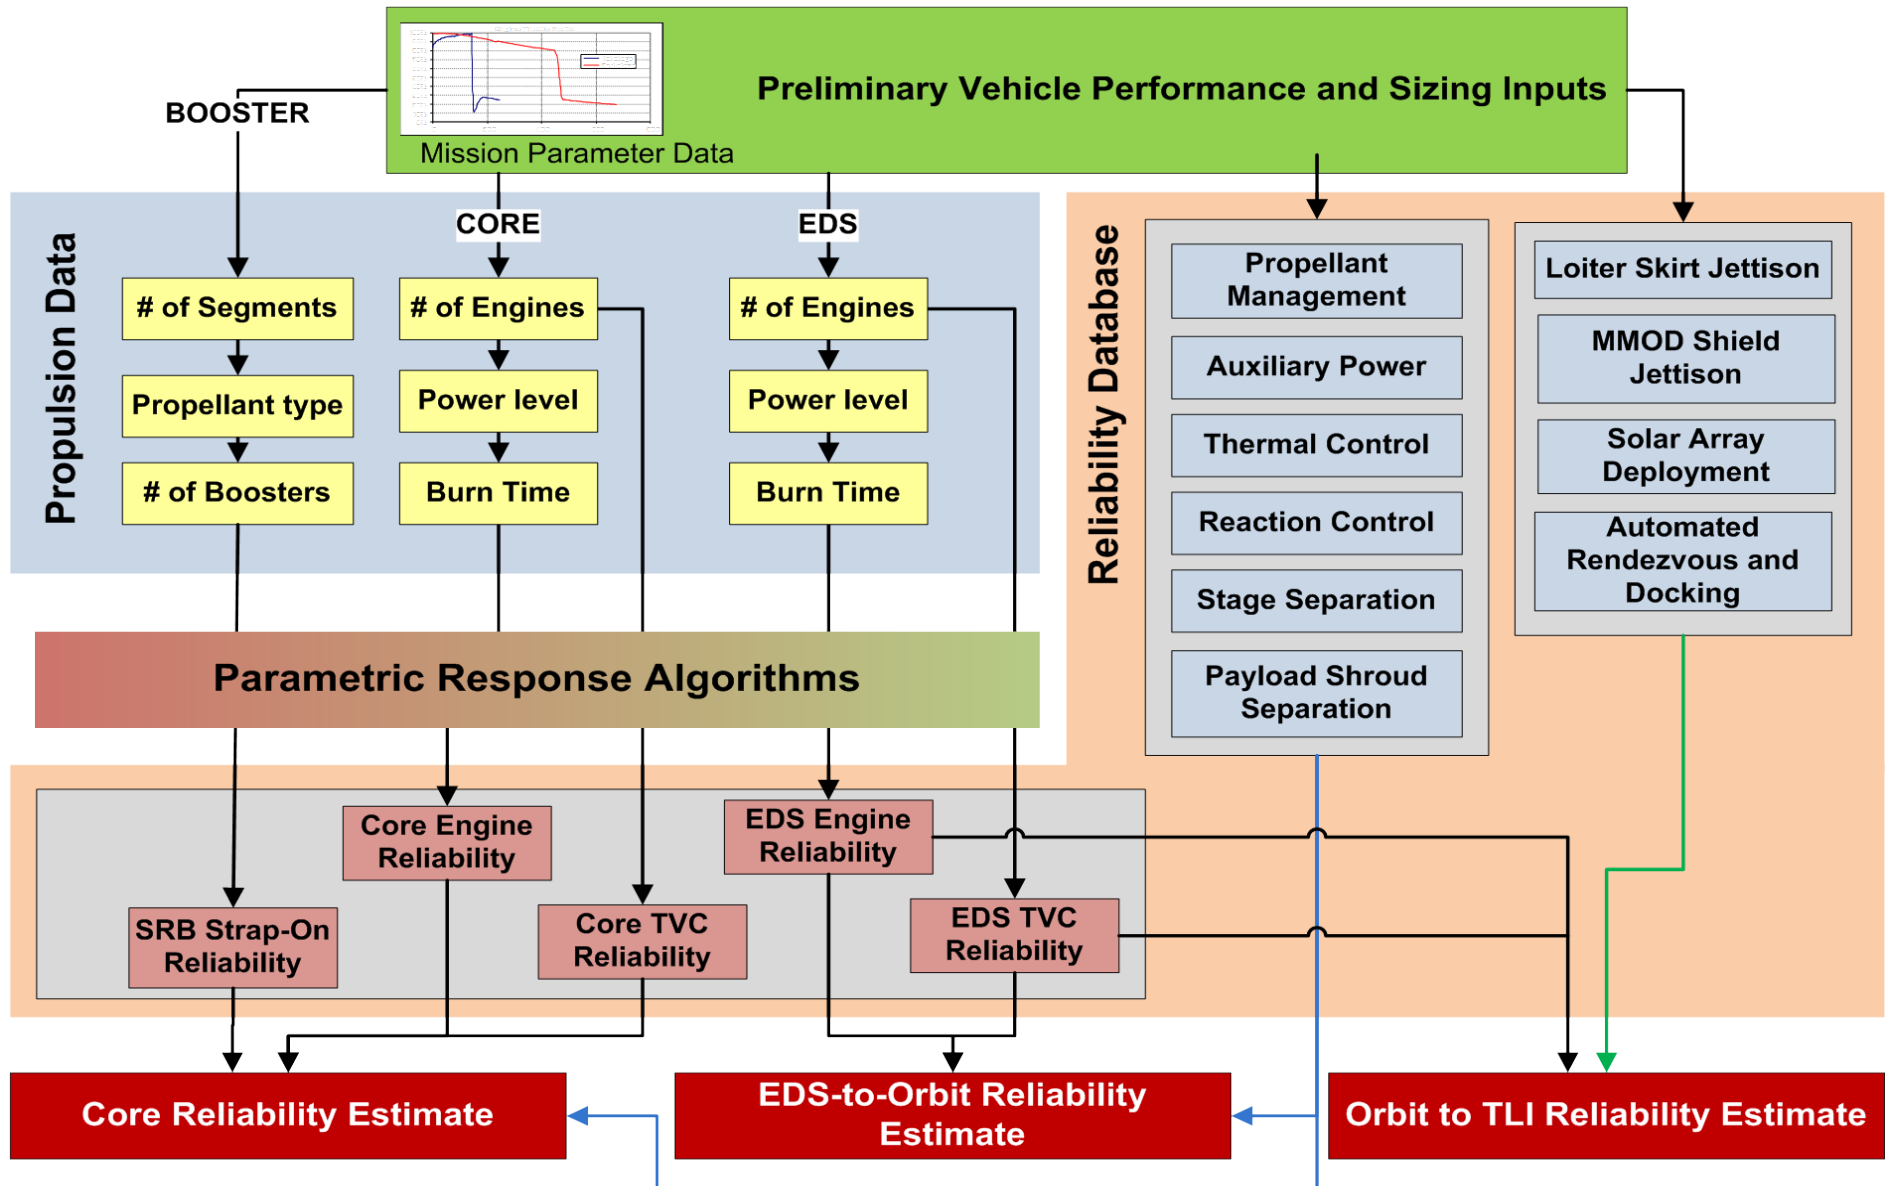 Preliminary Vehicle Performance and Sizing Inputs
Mission Parameter Data
BOOSTER
CORE
EDS
Propulsion Data
# of Segments
Propellant type
# of Boosters
# of Engines
Power level
Burn Time
# of Engines
Power level
Burn Time
Reliability Database
Propellant
Management
Auxiliary Power
Thermal Control
Reaction Control
Stage Separation
Payload Shroud
Separation
Loiter Skirt Jettison
MMOD Shield
Jettison
Solar Array
Deployment
Automated
Rendezvous and
Docking
Parametric Response Algorithms
SRB Strap-On
Reliability
Core Engine
Reliability
Core TVC
Reliability
EDS Engine
Reliability
EDS TVC
Reliability
Core Reliability Estimate
EDS-to-Orbit Reliability
Estimate
Orbit to TLI Reliability Estimate